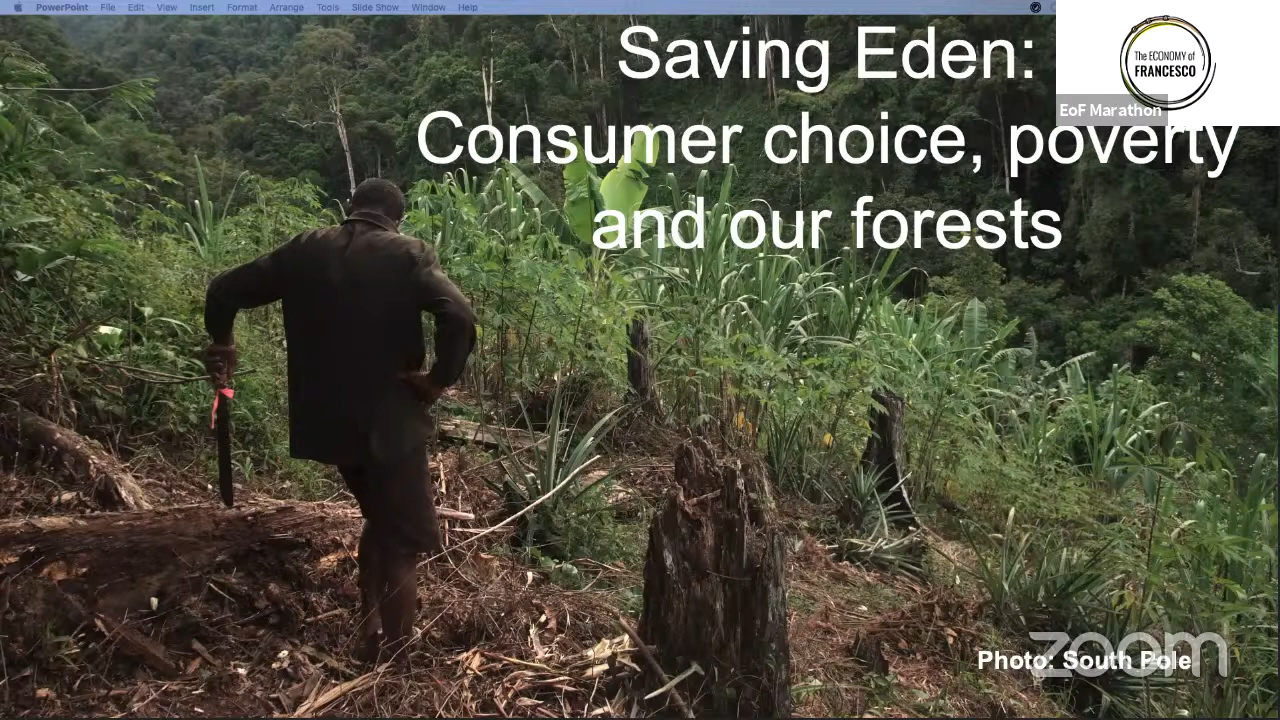 PowerPoint File Edit View Insert Format Arrange Tools Slide Show Window Help
Saving Eden:
Consumer choice, poverty
and our forests
The ECONOMY of
FRANCESCO
EoF Marathon
Photo: South Pole
zoom